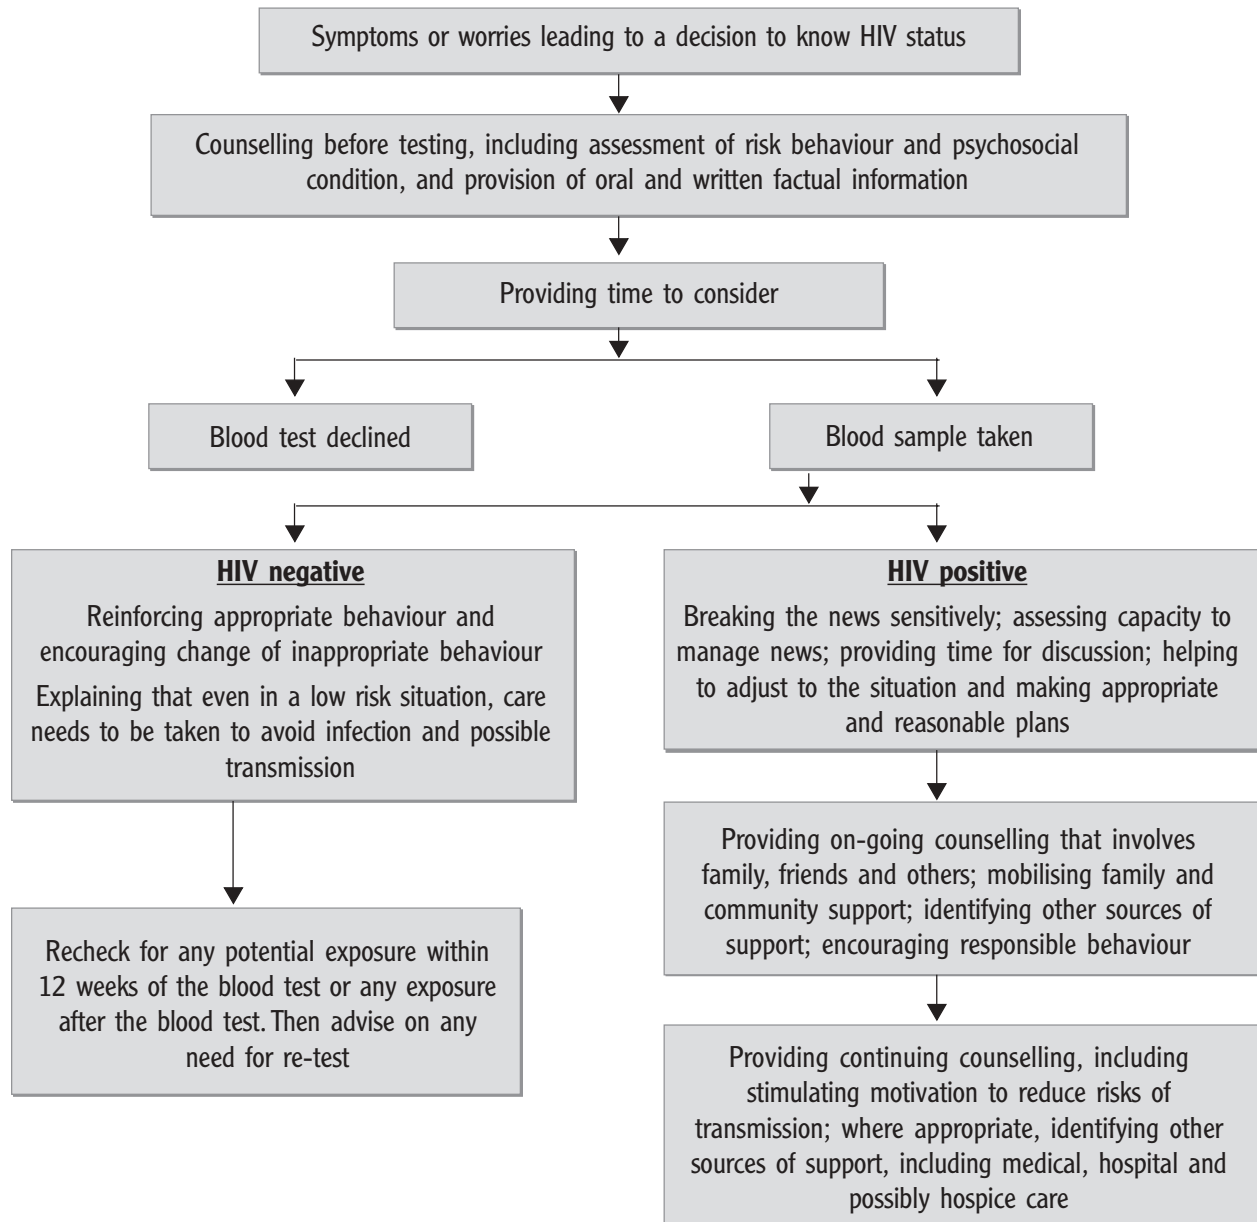 Symptoms or worries leading to a decision to know HIV status
Counselling before testing, including assessment of risk behaviour and psychosocial
condition, and provision of oral and written factual information
Providing time to consider
Blood test declined
Blood sample taken
HIV negative
Reinforcing appropriate behaviour and
encouraging change of inappropriate behaviour
Explaining that even in a low risk situation, care
needs to be taken to avoid infection and possible
transmission
HIV positive
Breaking the news sensitively; assessing capacity to
manage news; providing time for discussion; helping
to adjust to the situation and making appropriate
and reasonable plans
Recheck for any potential exposure within
12 weeks of the blood test or any exposure
after the blood test. Then advise on any
need for re-test
Providing on-going counselling that involves
family, friends and others; mobilising family and
community support; identifying other sources of
support; encouraging responsible behaviour
Providing continuing counselling, including
stimulating motivation to reduce risks of
transmission; where appropriate, identifying other
sources of support, including medical, hospital and
possibly hospice care